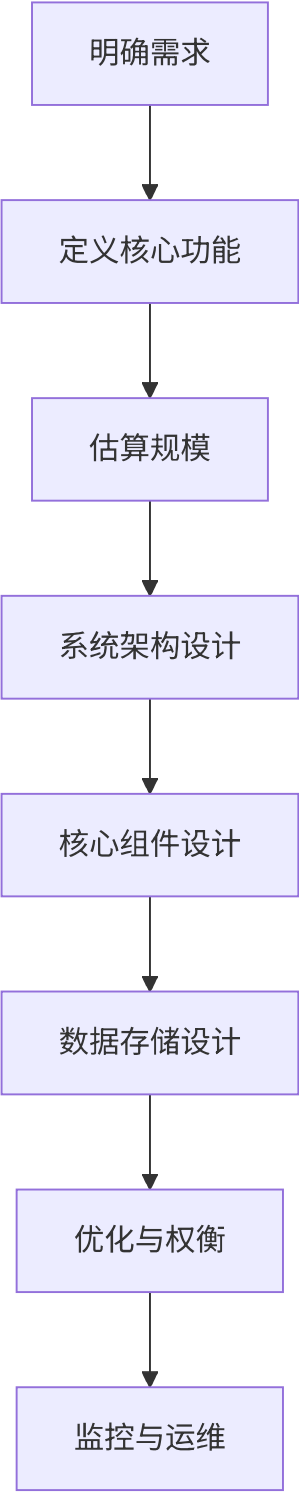 明确需求
定义核心功能
估算规模
系统架构设计
核心组件设计
数据存储设计
优化与权衡
监控与运维